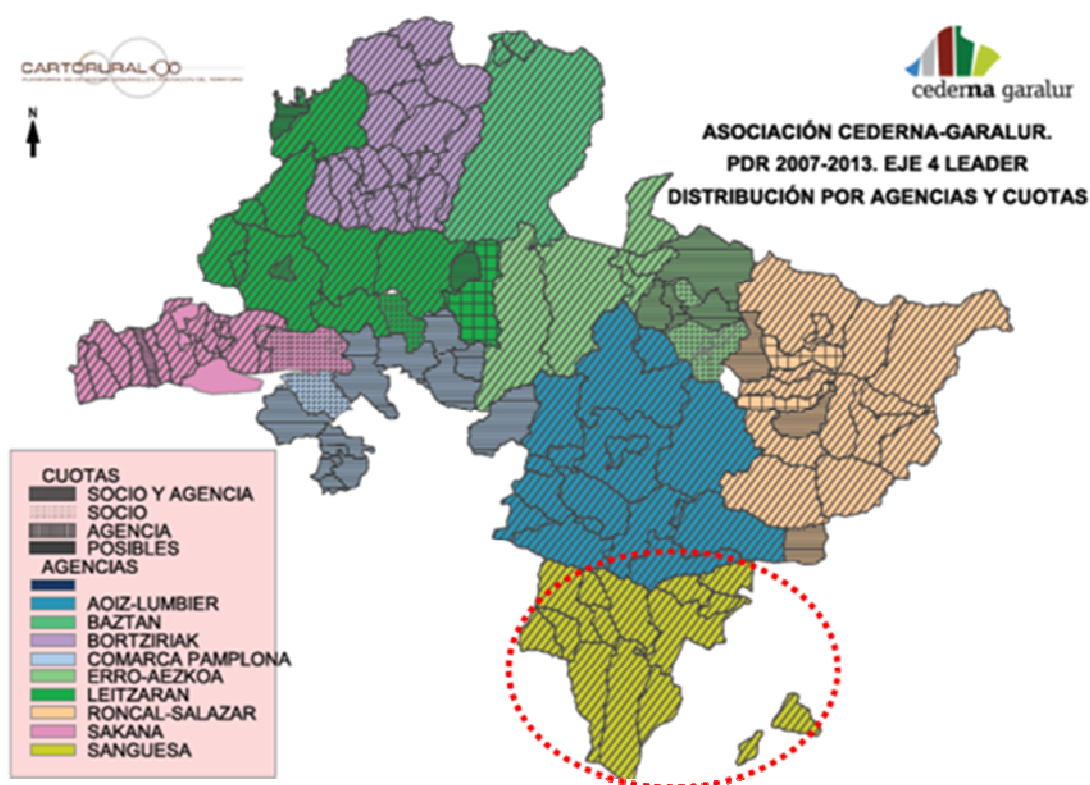 CARTORURAL
cederna garalur
N
ASOCIACIÓN CEDERNA-GARALUR.
PDR 2007-2013. EJE 4 LEADER
DISTRIBUCIÓN POR AGENCIAS Y CUOTAS
CUOTAS
SOCIO Y AGENCIA
SOCIO
AGENCIA
POSIBLES
AGENCIAS
AOIZ-LUMBIER
BAZTAN
BORTZIRIAK
COMARCA PAMPLONA
ERRO-AEZKOA
LEITZARAN
RONCAL-SALAZAR
SAKANA
SANGUESA